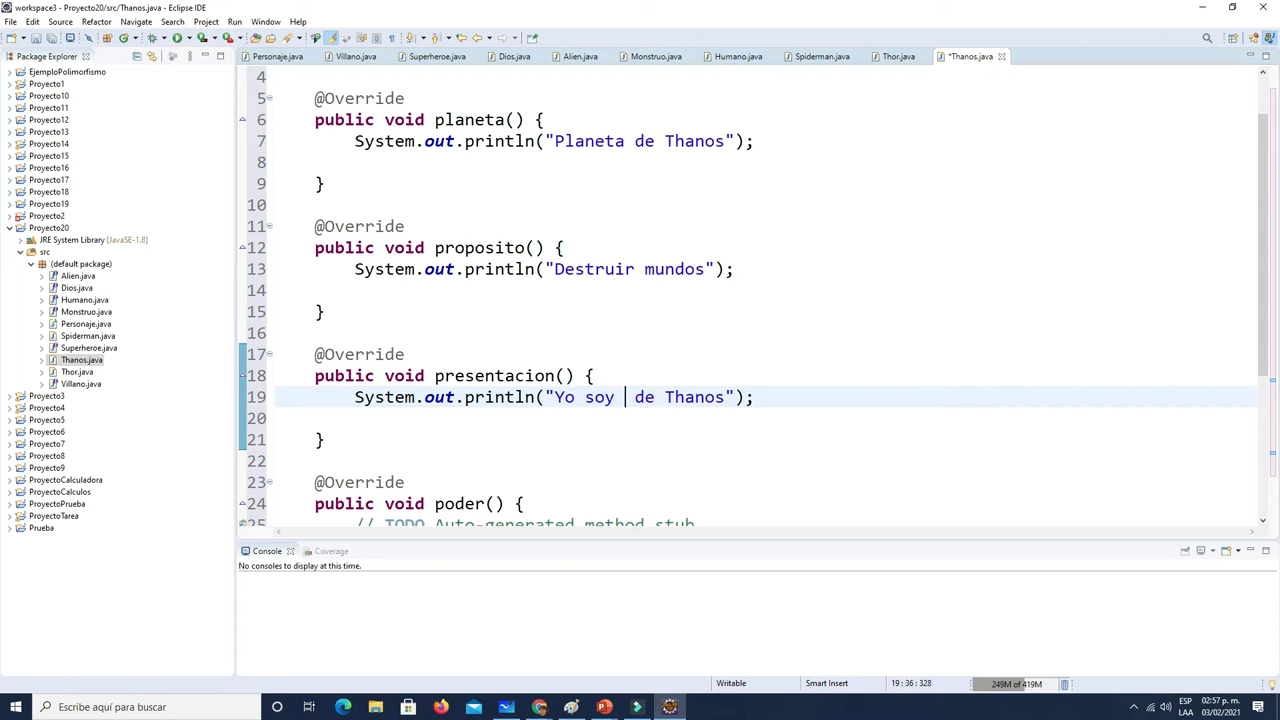 workspace3 - Proyecto20/src/Thanos.java - Eclipse IDE
File Edit Source Refactor Navigate Search Project Run Window Help
Package Explorer
Personaje.java Villano.java Superheroe.java Dios.java Alien.java Monstruo.java Humano.java Spiderman.java Thor.java *Thanos.java
EjemploPolimorfismo
Proyecto1
Proyecto10
Proyecto11
Proyecto12
Proyecto13
Proyecto14
Proyecto15
Proyecto16
Proyecto17
Proyecto18
Proyecto19
Proyecto2
Proyecto20
JRE System Library [JavaSE-1.8]
src
(default package)
Alien.java
Dios.java
Humano.java
Monstruo.java
Personaje.java
Spiderman.java
Superheroe.java
Thanos.java
Thor.java
Villano.java
Proyecto3
Proyecto4
Proyecto5
Proyecto6
Proyecto7
Proyecto8
Proyecto9
ProyectoCalculadora
ProyectoCalculos
ProyectoPrueba
ProyectoTarea
Prueba
4
5 @Override
6 public void planeta() {
7 System.out.println("Planeta de Thanos");
8
9 }
10
11 @Override
12 public void proposito() {
13 System.out.println("Destruir mundos");
14
15 }
16
17 @Override
18 public void presentacion() {
19 System.out.println("Yo soy  de Thanos");
20
21 }
22
23 @Override
24 public void poder() {
25 // TODO Auto-generated method stub
Console Coverage
No consoles to display at this time.
Writable Smart Insert 19 : 36 : 328 249M of 419M
Escribe aquí para buscar
ESP 02:57 p. m.
LAA 03/02/2021